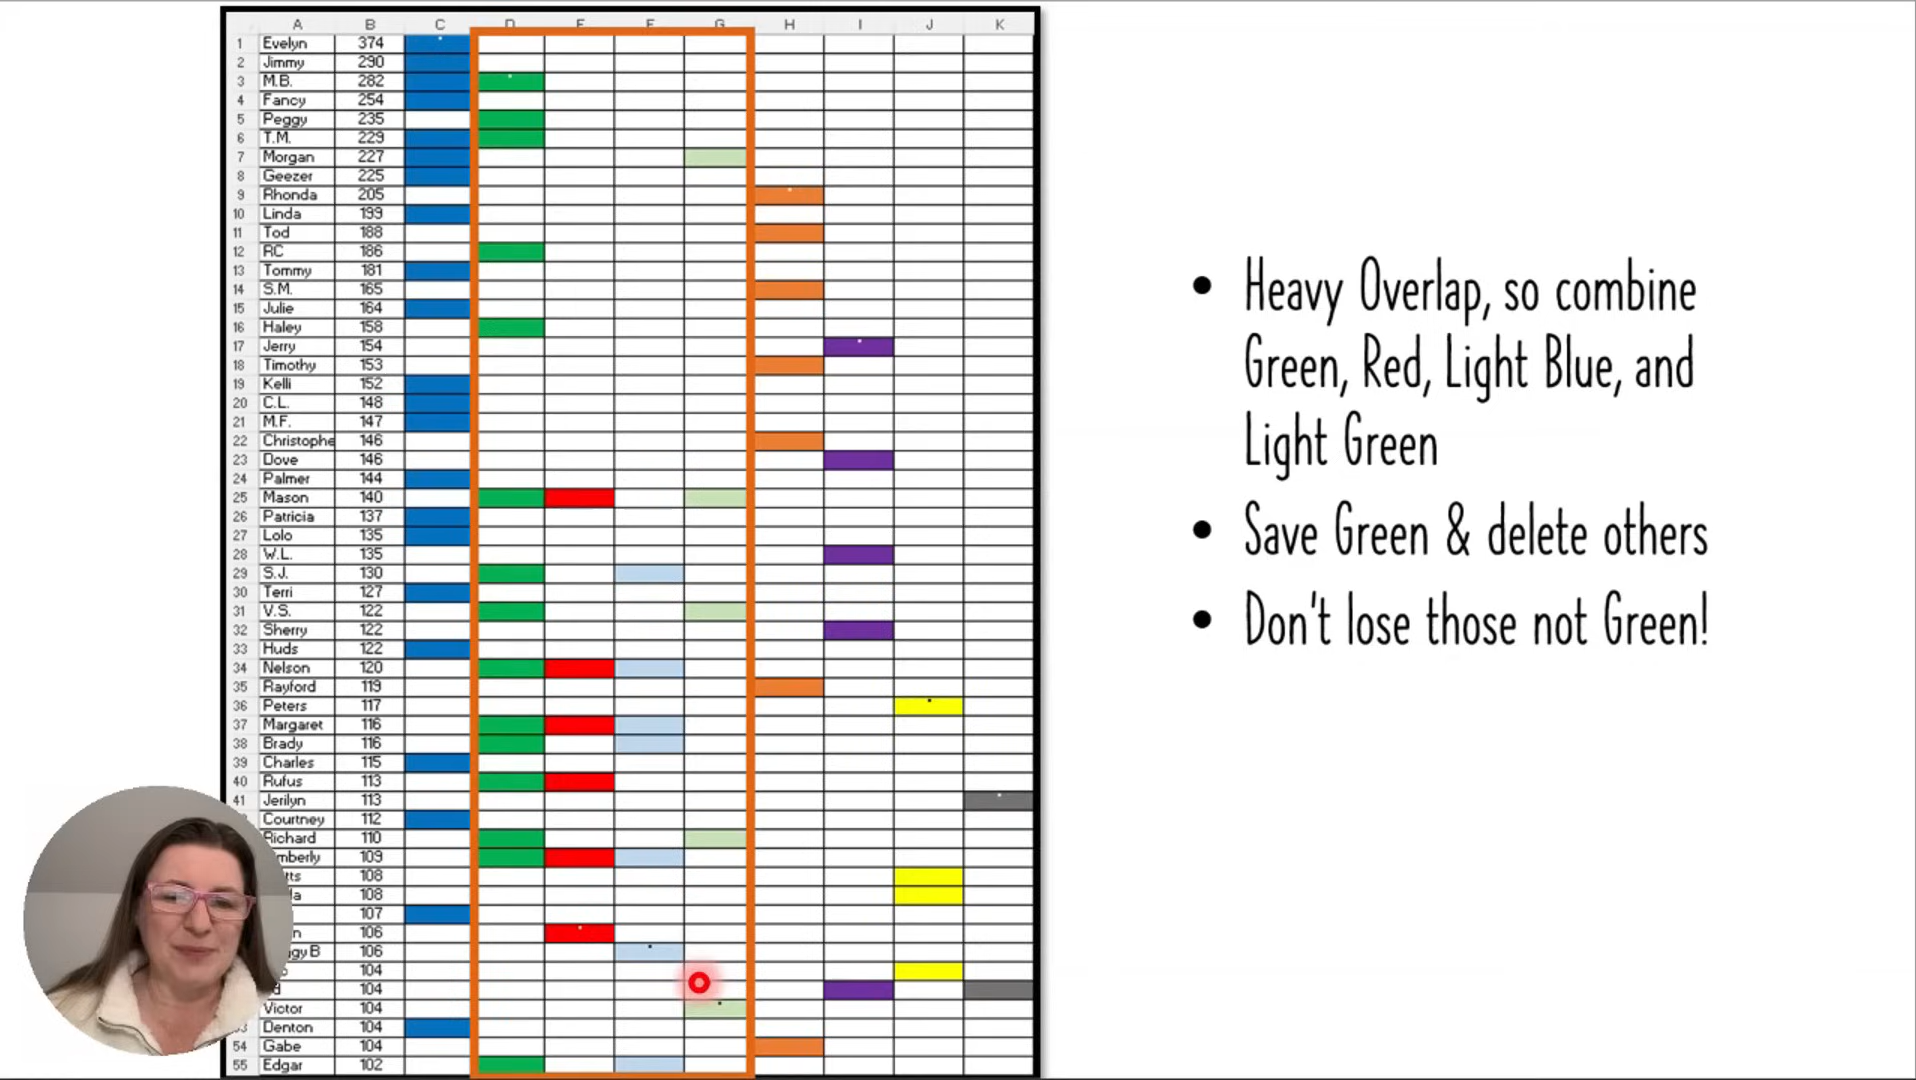 A B C D E F G H I J K
1 Evelyn 374
2 Jimmy 290
3 M.B. 282
4 Fancy 254
5 Peggy 235
6 T.M. 229
7 Morgan 227
8 Geezer 225
9 Rhonda 205
10 Linda 199
11 Tod 188
12 RC 186
13 Tommy 181
14 S.M. 165
15 Julie 164
16 Haley 158
17 Jerry 154
18 Timothy 153
19 Kelli 152
20 C.L. 148
21 M.F. 147
22 Christophe 146
23 Dove 146
24 Palmer 144
25 Mason 140
26 Patricia 137
27 Lolo 135
28 W.L. 135
29 S.J. 130
30 Terri 127
31 V.S. 122
32 Sherry 122
33 Huds 122
34 Nelson 120
35 Rayford 119
36 Peters 117
37 Margaret 116
38 Brady 116
39 Charles 115
40 Rufus 113
41 Jerilyn 113
Courtney 112
Richard 110
mberly 109
108
108
107
106
106
104
104
Victor 104
Denton 104
54 Gabe 104
55 Edgar 102
• Heavy Overlap, so combine
Green, Red, Light Blue, and
Light Green
• Save Green & delete others
• Don't lose those not Green!